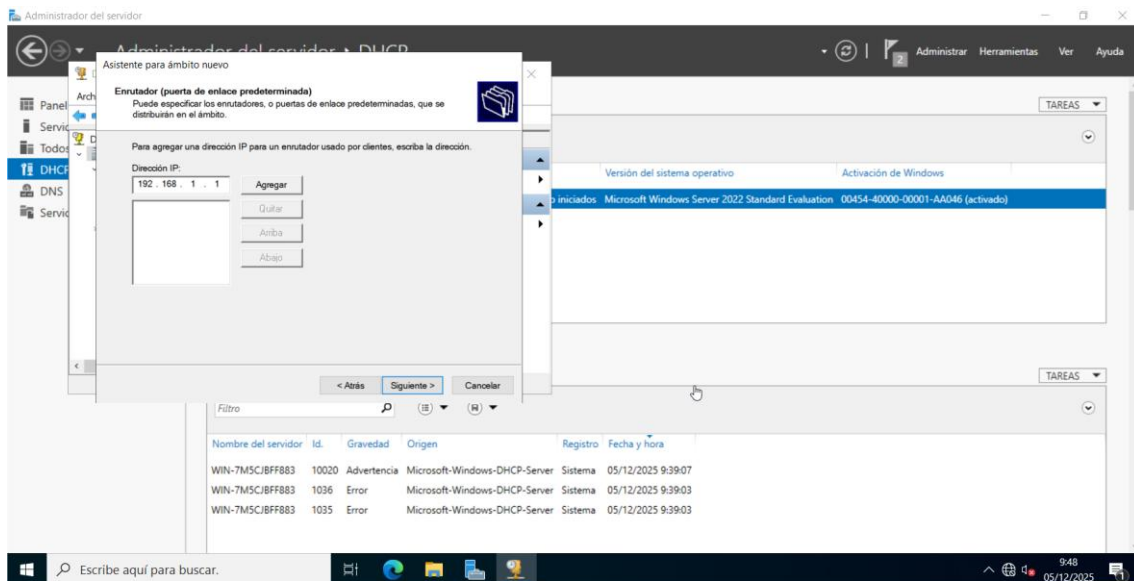 Administrador del servidor
Administrador del servidor ▸ DHCP
2
Administrar Herramientas Ver Ayuda
Asistente para ámbito nuevo
Enrutador (puerta de enlace predeterminada)
Puede especificar los enrutadores, o puertas de enlace predeterminadas, que se
distribuirán en el ámbito.
Para agregar una dirección IP para un enrutador usado por clientes, escriba la dirección.
Dirección IP:
192 . 168 . 1 . 1
Agregar
Quitar
Arriba
Abajo
< Atrás
Siguiente >
Cancelar
Arch
Panel
Servic
Todos
DHCP
DNS
Servic
TAREAS
Versión del sistema operativo Activación de Windows
o iniciados Microsoft Windows Server 2022 Standard Evaluation 00454-40000-00001-AA046 (activado)
TAREAS
Filtro
Nombre del servidor Id. Gravedad Origen Registro Fecha y hora
WIN-7M5CJBFF883 10020 Advertencia Microsoft-Windows-DHCP-Server Sistema 05/12/2025 9:39:07
WIN-7M5CJBFF883 1036 Error Microsoft-Windows-DHCP-Server Sistema 05/12/2025 9:39:03
WIN-7M5CJBFF883 1035 Error Microsoft-Windows-DHCP-Server Sistema 05/12/2025 9:39:03
Escribe aquí para buscar.
9:48
05/12/2025
1